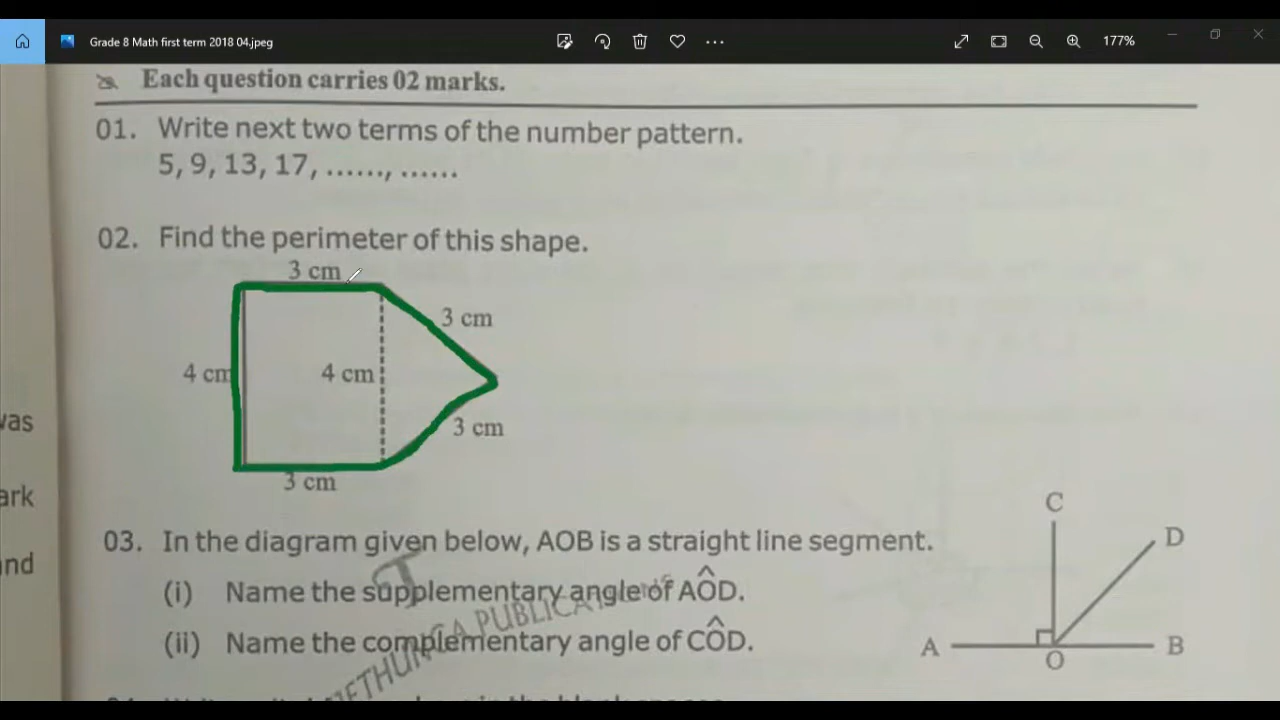 Grade 8 Math first term 2018 04.jpeg
177%
Each question carries 02 marks.
01. Write next two terms of the number pattern.
5, 9, 13, 17, ......, ......
02. Find the perimeter of this shape.
3 cm
3 cm
4 cm
4 cm
3 cm
3 cm
03. In the diagram given below, AOB is a straight line segment.
(i) Name the supplementary angle of AÔD.
(ii) Name the complementary angle of CÔD.
C
D
A
O
B
was
ark
and